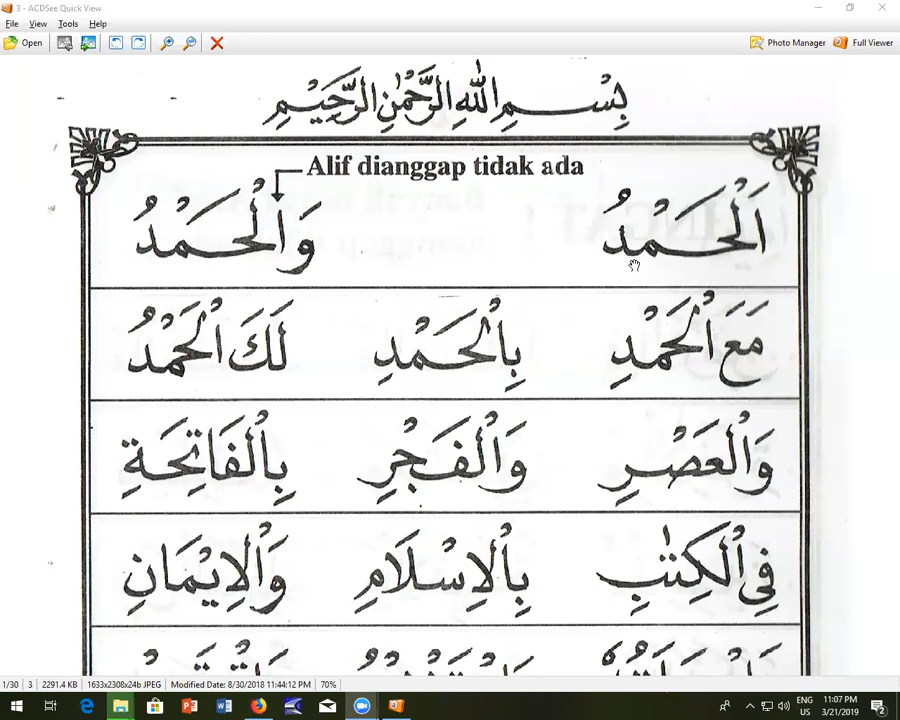 3 - ACDSee Quick View
File View Tools Help
Open Photo Manager Full Viewer
بِسْمِ اللهِ الرَّحْمٰنِ الرَّحِيْمِ
Alif dianggap tidak ada
اَلْحَمْدُ وَالْحَمْدُ
مَعَ الْحَمْدِ بِالْحَمْدِ لَكَ الْحَمْدُ
وَالْعَصْرِ وَالْفَجْرِ بِالْفَاتِحَةِ
فِى الْكِتٰبِ بِالْاِسْلَامِ وَالْاِيْمَانِ
1/30 3 2291.4 KB 1633x2308x24b JPEG Modified Date: 8/30/2018 11:44:12 PM 70%
ENG 11:07 PM
US 3/21/2019 2